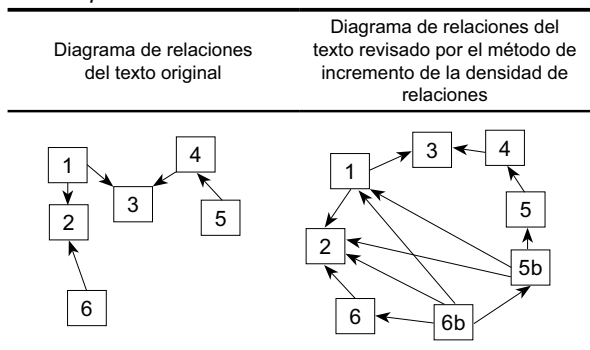 Diagrama de relaciones
del texto original
Diagrama de relaciones del
texto revisado por el método de
incremento de la densidad de
relaciones
1
4
3
2
5
6
3
4
1
5
2
5b
6
6b